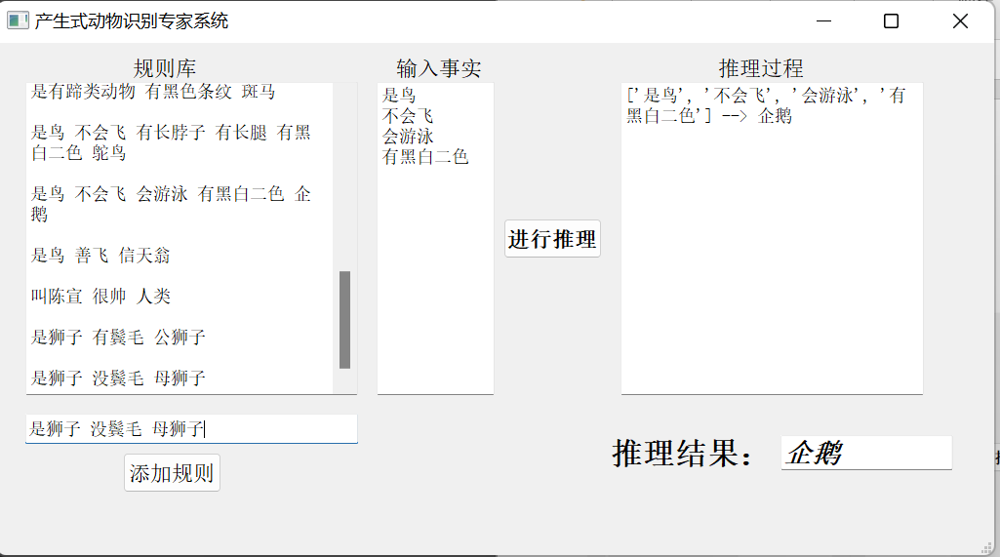 产生式动物识别专家系统
规则库
是有蹄类动物 有黑色条纹 斑马
是鸟 不会飞 有长脖子 有长腿 有黑
白二色 鸵鸟
是鸟 不会飞 会游泳 有黑白二色 企
鹅
是鸟 善飞 信天翁
叫陈宣 很帅 人类
是狮子 有鬓毛 公狮子
是狮子 没鬓毛 母狮子
是狮子 没鬓毛 母狮子
添加规则
输入事实
是鸟
不会飞
会游泳
有黑白二色
进行推理
推理过程
['是鸟', '不会飞', '会游泳', '有
黑白二色'] --> 企鹅
推理结果： 企鹅